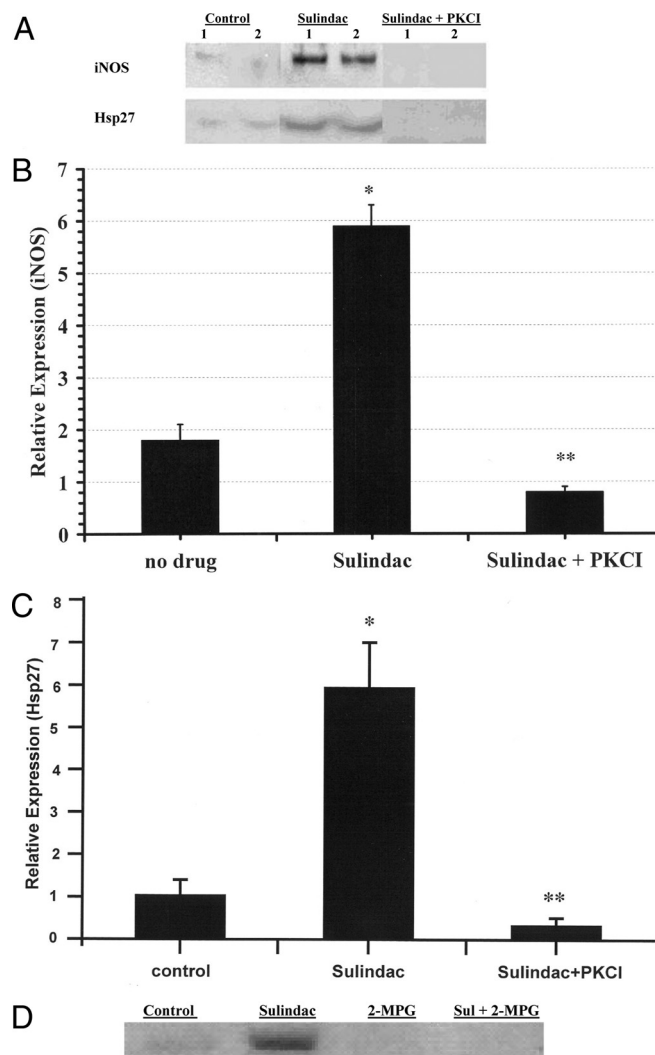 A
Control Sulindac Sulindac + PKCI
1 2 1 2 1 2
iNOS
Hsp27
B
Relative Expression (iNOS)
7
6
5
4
3
2
1
0
*
**
no drug Sulindac Sulindac + PKCI
C
Relative Expression (Hsp27)
8
7
6
5
4
3
2
1
0
*
**
control Sulindac Sulindac+PKCI
D
Control Sulindac 2-MPG Sul + 2-MPG